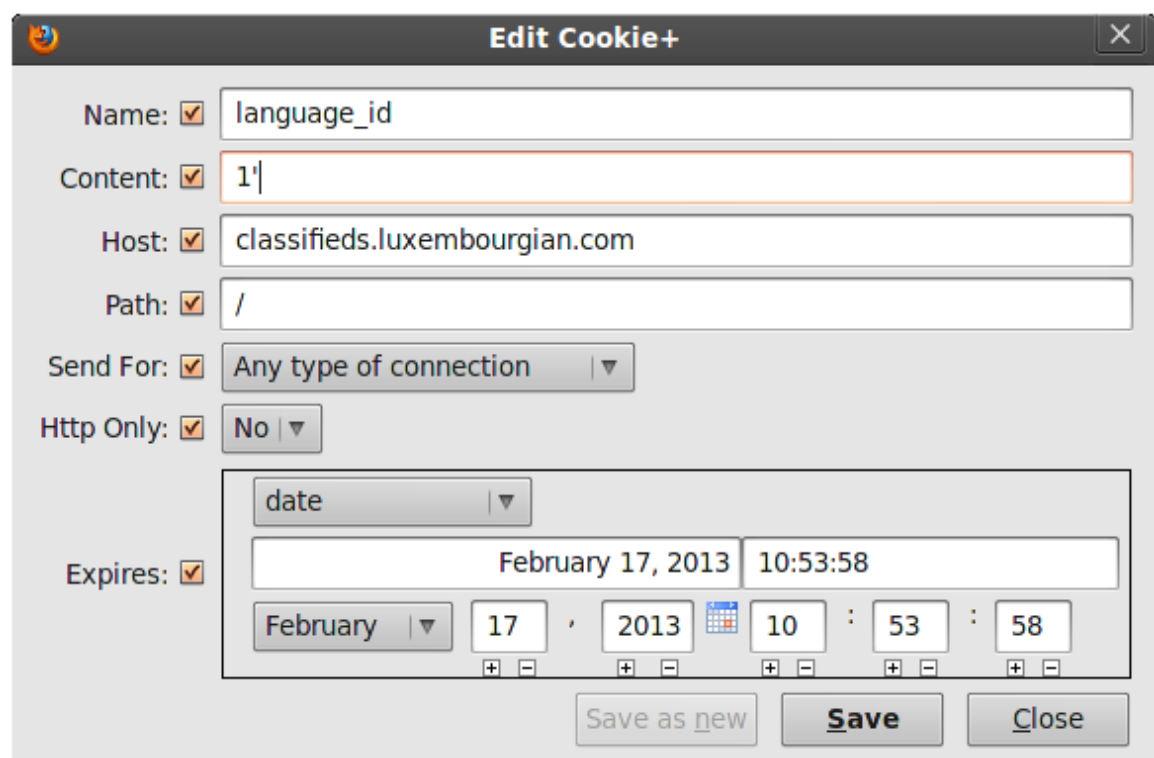 Edit Cookie+
Name: language_id
Content: 1'
Host: classifieds.luxembourgian.com
Path: /
Send For: Any type of connection
Http Only: No
date
Expires: February 17, 2013 10:53:58
February 17 , 2013 10 : 53 : 58
Save as new Save Close